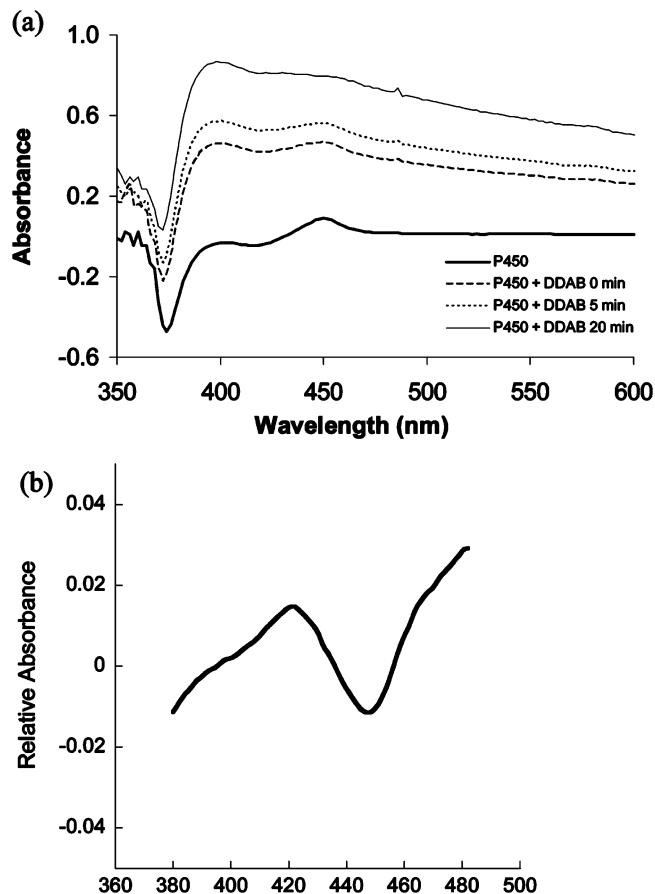 (a)
1.0
0.6
0.2
-0.2
-0.6
Absorbance
P450
P450 + DDAB 0 min
P450 + DDAB 5 min
P450 + DDAB 20 min
350 400 450 500 550 600
Wavelength (nm)
(b)
0.04
0.02
0
-0.02
-0.04
Relative Absorbance
360 380 400 420 440 460 480 500